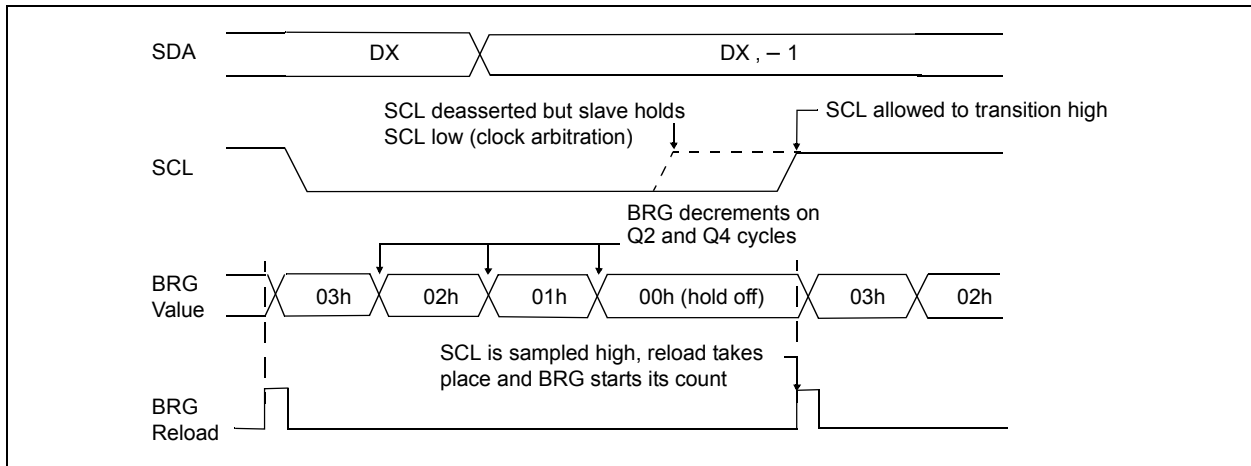 SDA
DX
DX , – 1
SCL deasserted but slave holds
SCL low (clock arbitration)
SCL allowed to transition high
SCL
BRG decrements on
Q2 and Q4 cycles
BRG
Value
03h
02h
01h
00h (hold off)
03h
02h
SCL is sampled high, reload takes
place and BRG starts its count
BRG
Reload